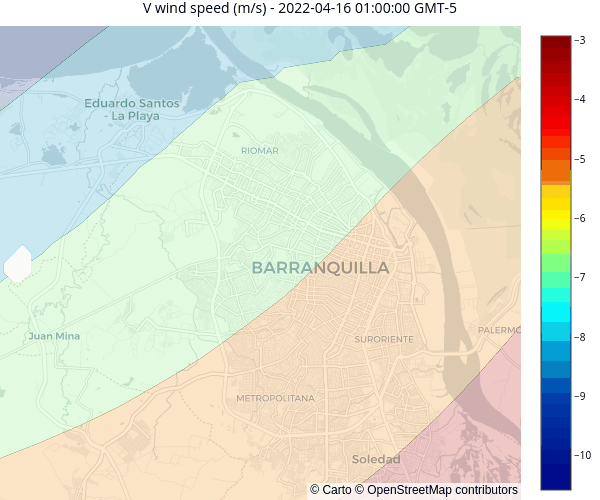 V wind speed (m/s) - 2022-04-16 01:00:00 GMT-5
−3
Eduardo Santos
- La Playa
−4
RIOMAR
−5
−6
BARRANQUILLA
−7
Juan Mina
SURORIENTE
PALERMO
−8
METROPOLITANA
−9
Soledad
−10
© Carto © OpenStreetMap contributors